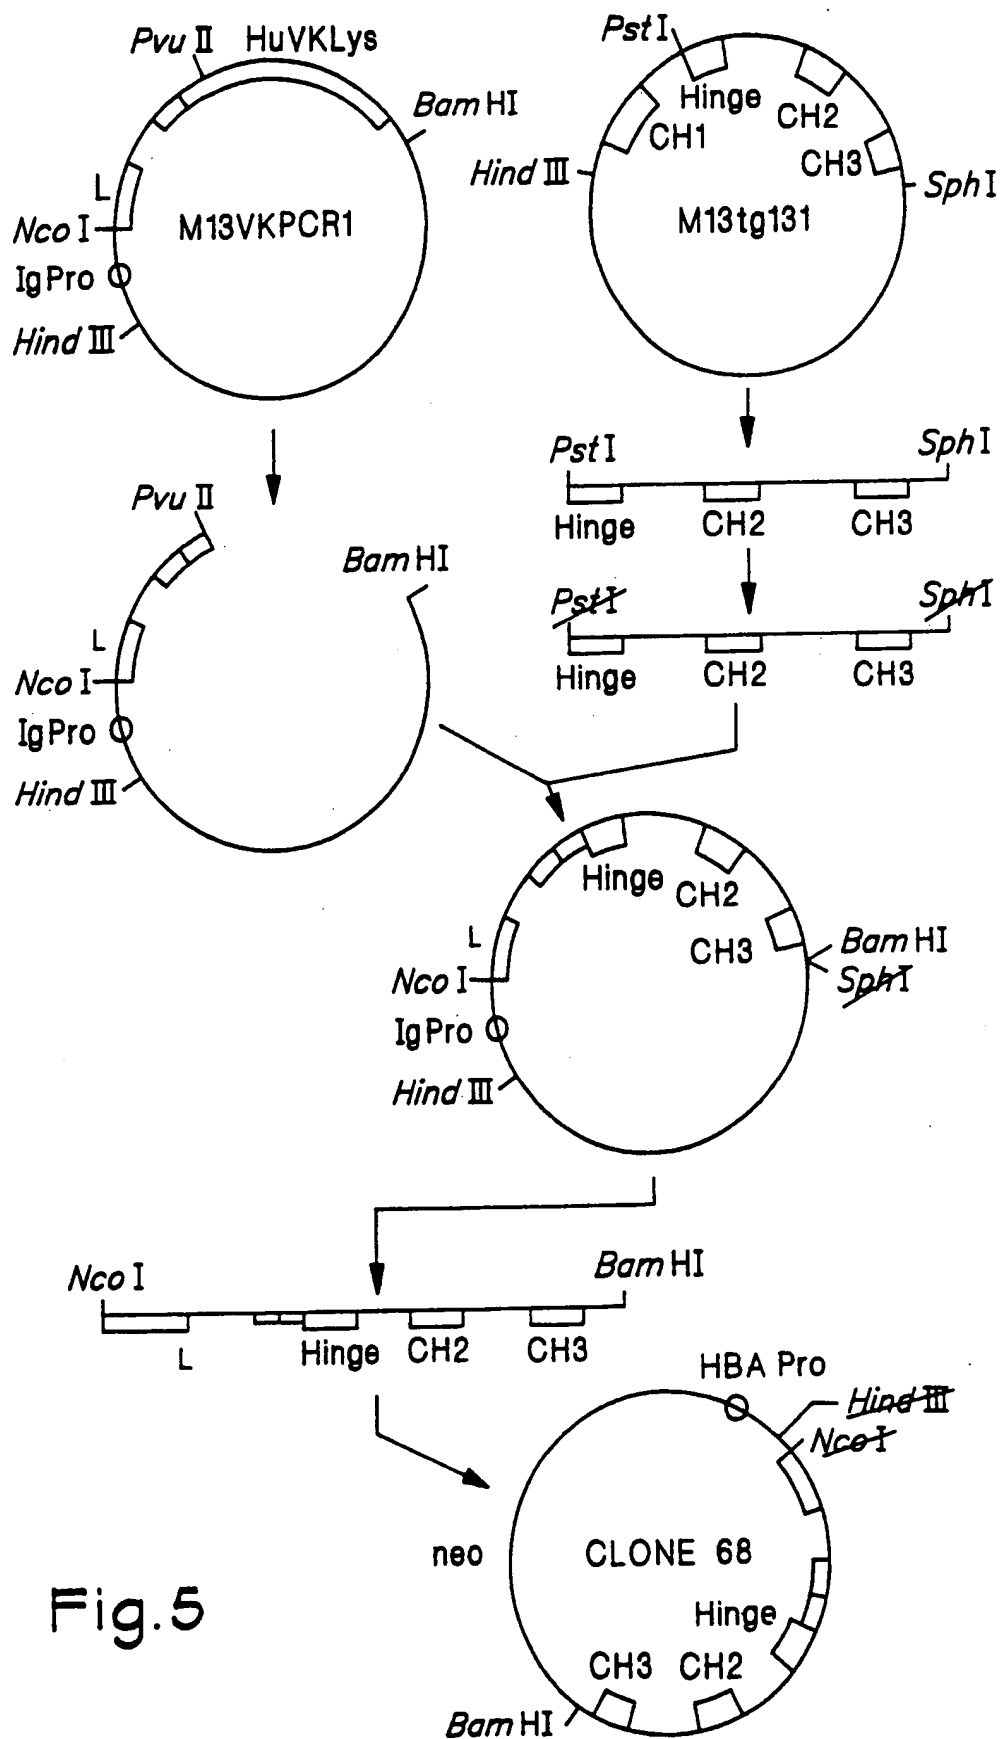 Pvu II HuVKLys
Bam HI
L
Nco I
M13VKPCR1
IgPro
Hind III
Pst I
Hinge
CH2
CH1
CH3
Hind III
Sph I
M13tg131
Pst I
Sph I
Hinge CH2 CH3
Pst I
Sph I
Hinge CH2 CH3
Pvu II
Bam HI
L
Nco I
IgPro
Hind III
Hinge
CH2
L
CH3
Bam HI
Sph I
Nco I
IgPro
Hind III
Nco I
Bam HI
L Hinge CH2 CH3
HBA Pro
Hind III
Nco I
neo
CLONE 68
Hinge
CH3 CH2
Bam HI
Fig.5